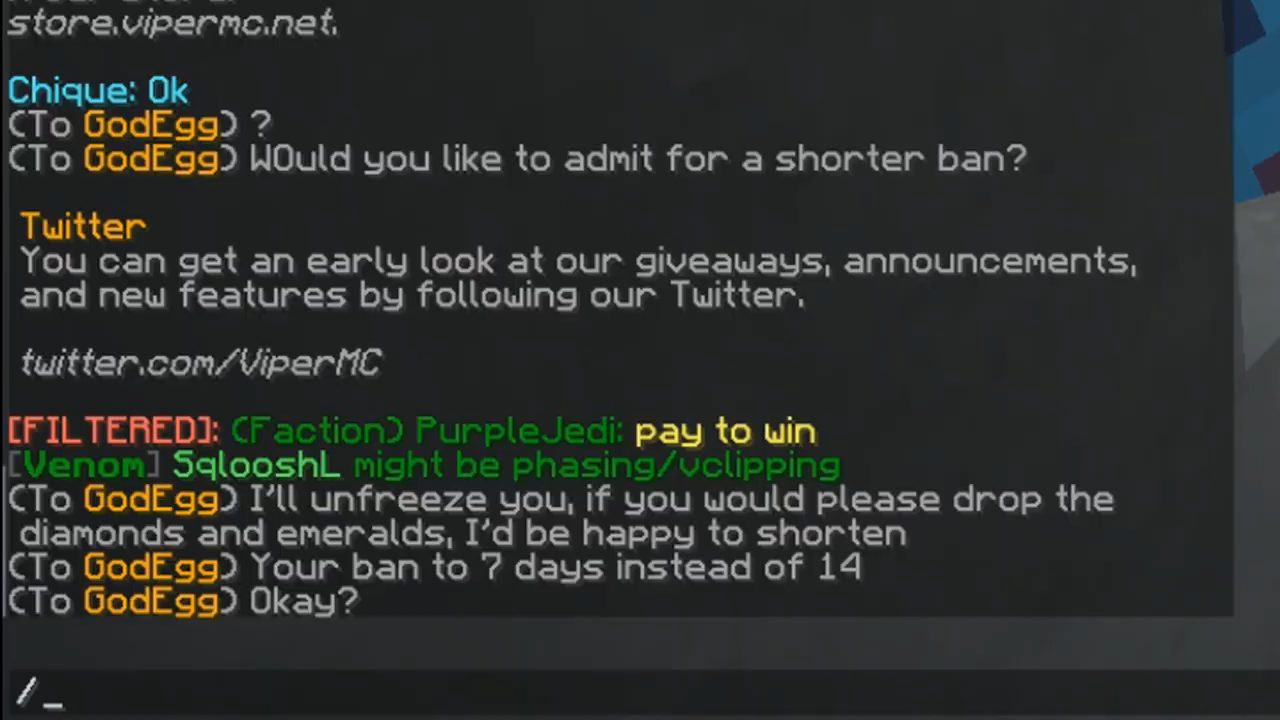 store.vipermc.net.
Chique: Ok
(To GodEgg) ?
(To GodEgg) WOuld you like to admit for a shorter ban?
Twitter
You can get an early look at our giveaways, announcements,
and new features by following our Twitter.
twitter.com/ViperMC
[FILTERED]: (Faction) PurpleJedi: pay to win
[Venom] SqlooshL might be phasing/vclipping
(To GodEgg) I'll unfreeze you, if you would please drop the
diamonds and emeralds, I'd be happy to shorten
(To GodEgg) Your ban to 7 days instead of 14
(To GodEgg) Okay?
/_